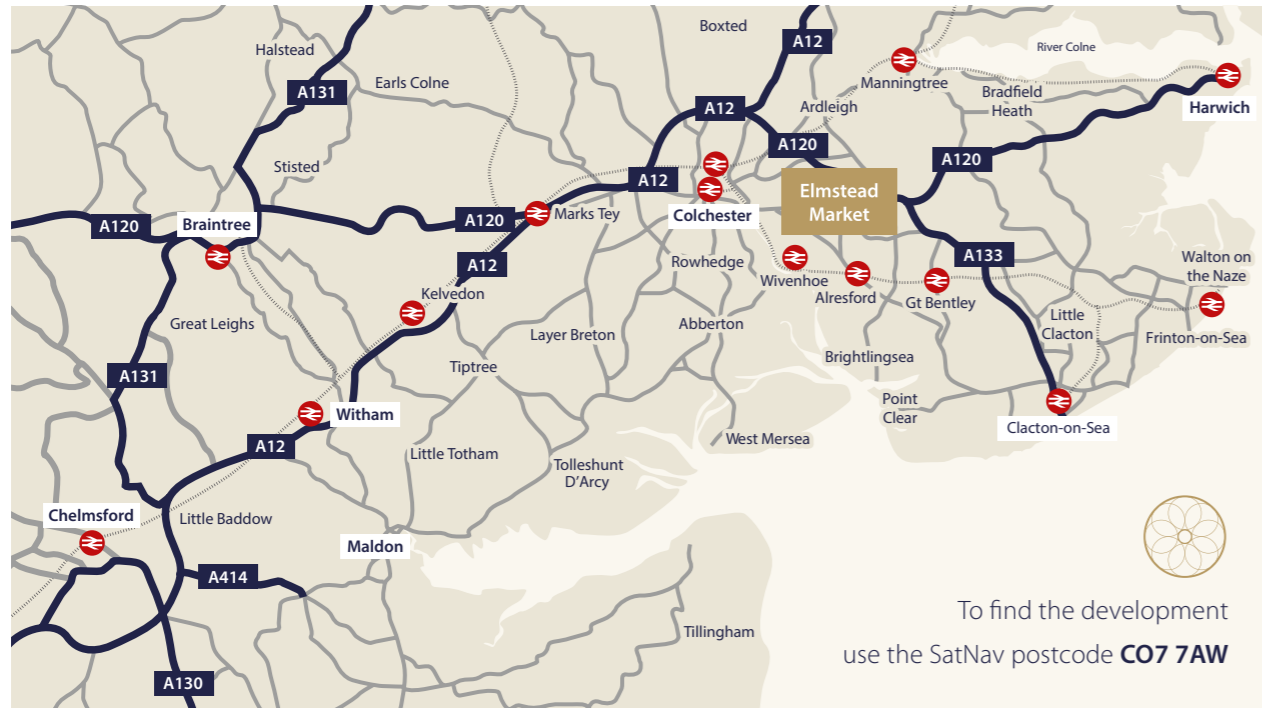 Boxted
A12
Halstead
River Colne
Earls Colne
A131
Manningtree
Bradfield
Heath
Ardleigh
Harwich
A12
A120
A120
Stisted
A12
Elmstead
Market
Colchester
Marks Tey
A120
Braintree
A120
A133
Walton on
the Naze
Rowhedge
A12
Wivenhoe
Alresford
Gt Bentley
Kelvedon
Great Leighs
Abberton
Layer Breton
Little
Clacton
Frinton-on-Sea
Brightlingsea
Tiptree
A131
Point
Clear
Witham
Clacton-on-Sea
West Mersea
A12
Little Totham
Tolleshunt
D’Arcy
Chelmsford
Little Baddow
Maldon
A414
To find the development
Tillingham
use the SatNav postcode CO7 7AW
A130